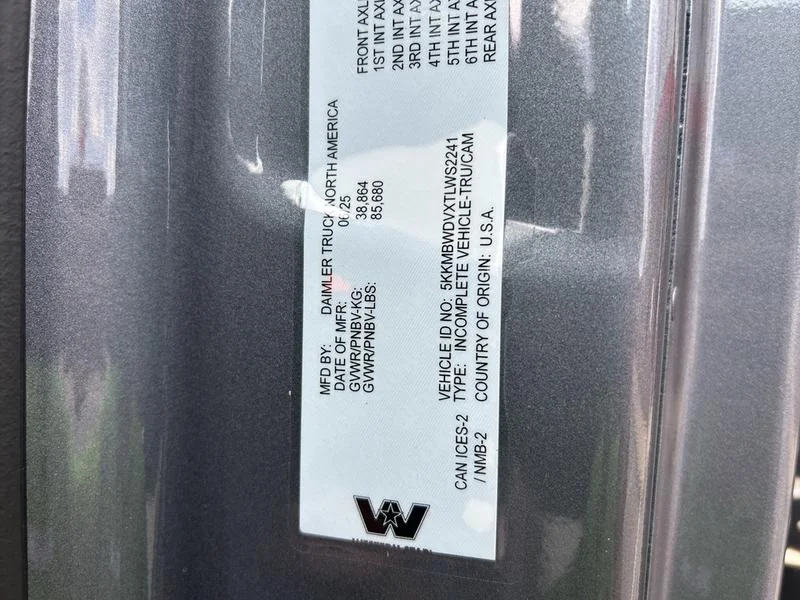 MFD BY: DAIMLER TRUCK NORTH AMERICA
DATE OF MFR: 06/25
GVWR/PNBV-KG: 38,864
GVWR/PNBV-LBS: 85,680
FRONT AXL
1ST INT AXL
2ND INT AX
3RD INT AX
4TH INT AX
5TH INT AX
6TH INT AX
REAR AX
VEHICLE ID NO: 5KKMBWDVXTLWS2241
TYPE: INCOMPLETE VEHICLE-TRU/CAM
COUNTRY OF ORIGIN: U.S.A.
CAN ICES-2
/ NMB-2